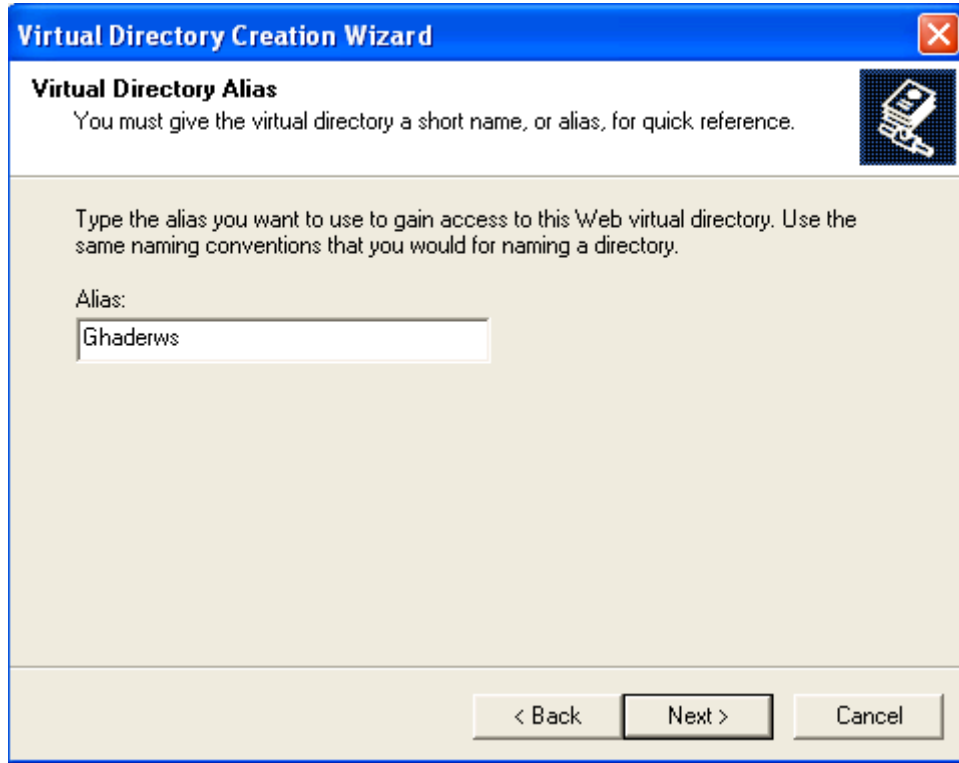 Virtual Directory Creation Wizard
Virtual Directory Alias
You must give the virtual directory a short name, or alias, for quick reference.
Type the alias you want to use to gain access to this Web virtual directory. Use the
same naming conventions that you would for naming a directory.
Alias:
Ghaderws
< Back
Next >
Cancel